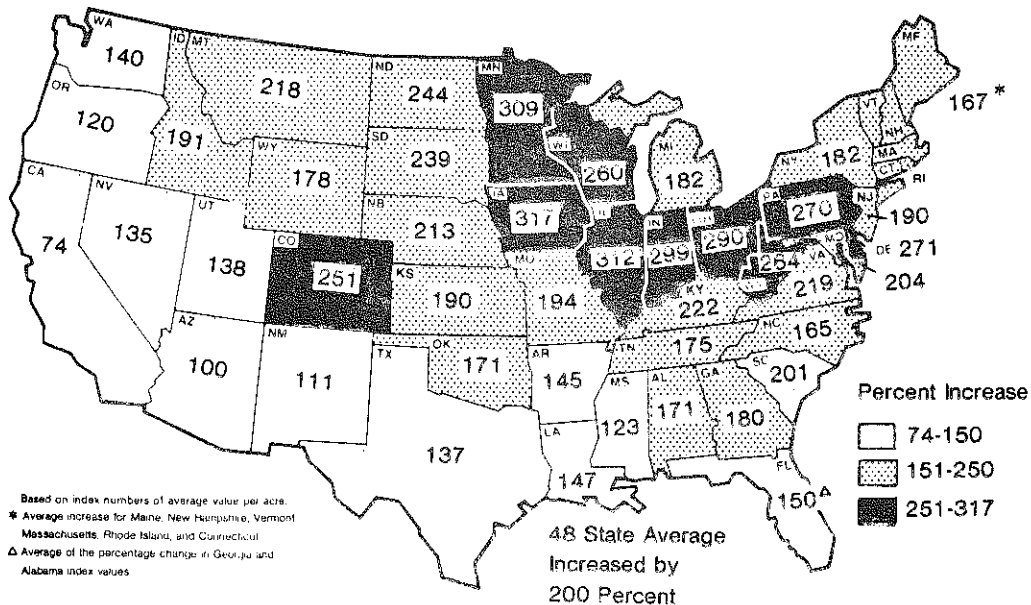 WA
140
OR
120
ID
191
MT
218
WY
178
ND
244
SD
239
NB
213
MN
309
WI
260
MI
182
IA
317
IL
312
IN
299
290
PA
270
264
NY
182
VT
NH
ME
167 *
MA
CT
RI
NJ
190
DE 271
204
VA
219
KY
222
CA
74
NV
135
UT
138
CO
251
KS
190
MO
194
AZ
100
NM
111
TX
137
OK
171
AR
145
LA
147
MS
123
AL
171
GA
180
TN
175
NC
165
SC
201
FL
150 Δ
Percent Increase
74-150
151-250
251-317
48 State Average
Increased by
200 Percent
Based on index numbers of average value per acre.
* Average increase for Maine, New Hampshire, Vermont
Massachusetts, Rhode Island, and Connecticut
Δ Average of the percentage change in Georgia and
Alabama index values